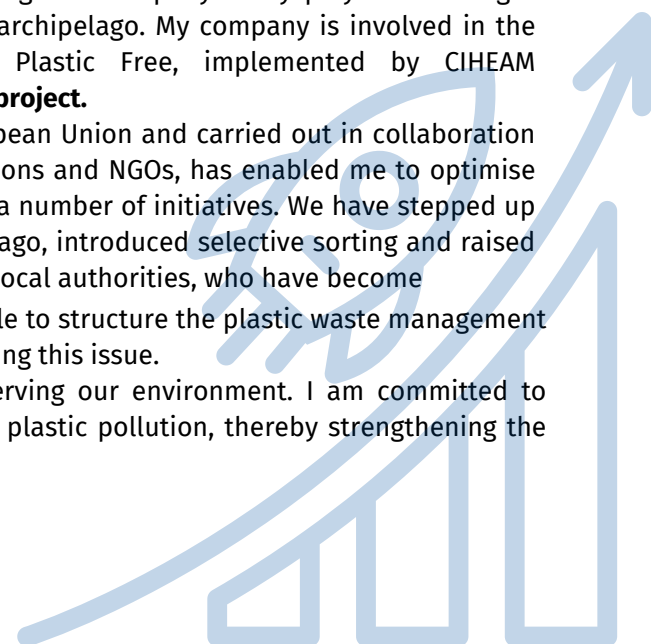 archipelago. My company is involved in the
Plastic Free, implemented by CIHEAM
project.
pean Union and carried out in collaboration
ions and NGOs, has enabled me to optimise
a number of initiatives. We have stepped up
ago, introduced selective sorting and raised
ocal authorities, who have become
le to structure the plastic waste management
ing this issue.
erving our environment. I am committed to
plastic pollution, thereby strengthening the